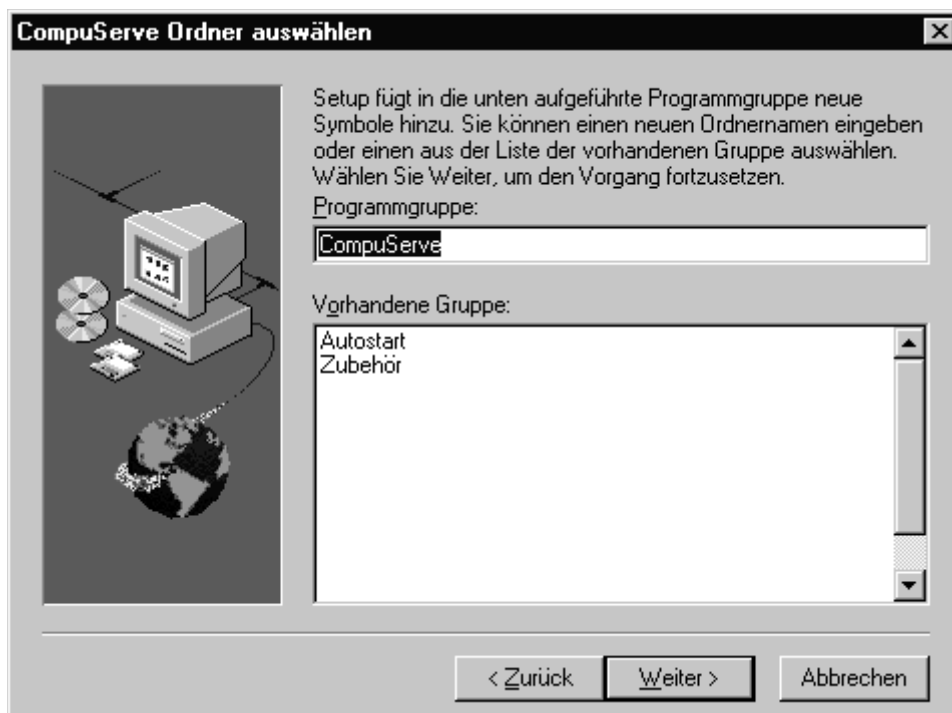 CompuServe Ordner auswählen
Setup fügt in die unten aufgeführte Programmgruppe neue
Symbole hinzu. Sie können einen neuen Ordnernamen eingeben
oder einen aus der Liste der vorhandenen Gruppe auswählen.
Wählen Sie Weiter, um den Vorgang fortzusetzen.
Programmgruppe:
CompuServe
Vorhandene Gruppe:
Autostart
Zubehör
< Zurück Weiter > Abbrechen